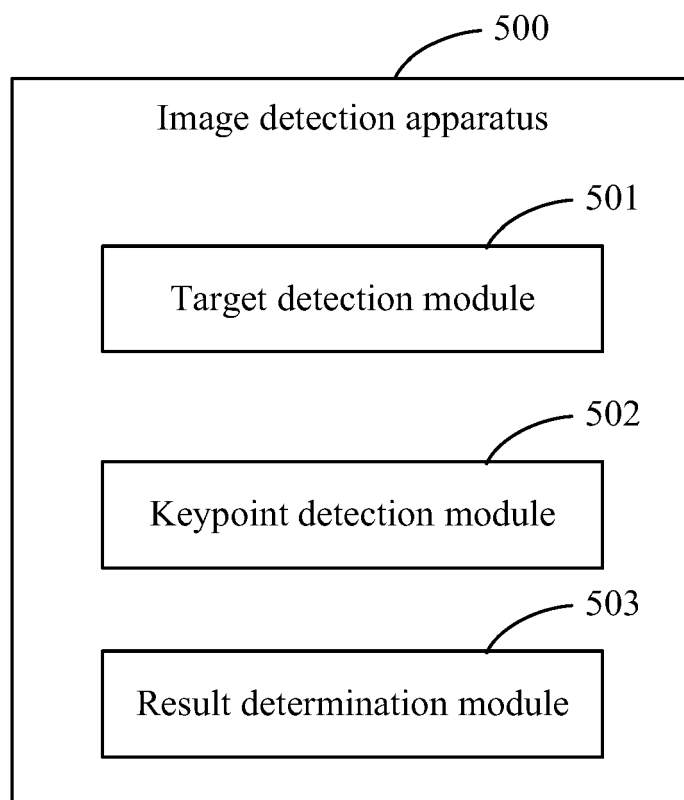 500
Image detection apparatus
501
Target detection module
502
Keypoint detection module
503
Result determination module